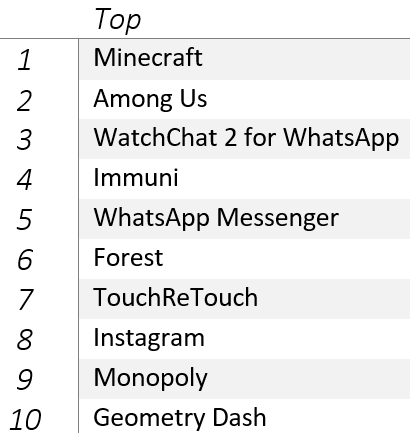 Top
1 Minecraft
2 Among Us
3 WatchChat 2 for WhatsApp
4 Immuni
5 WhatsApp Messenger
6 Forest
7 TouchReTouch
8 Instagram
9 Monopoly
10 Geometry Dash